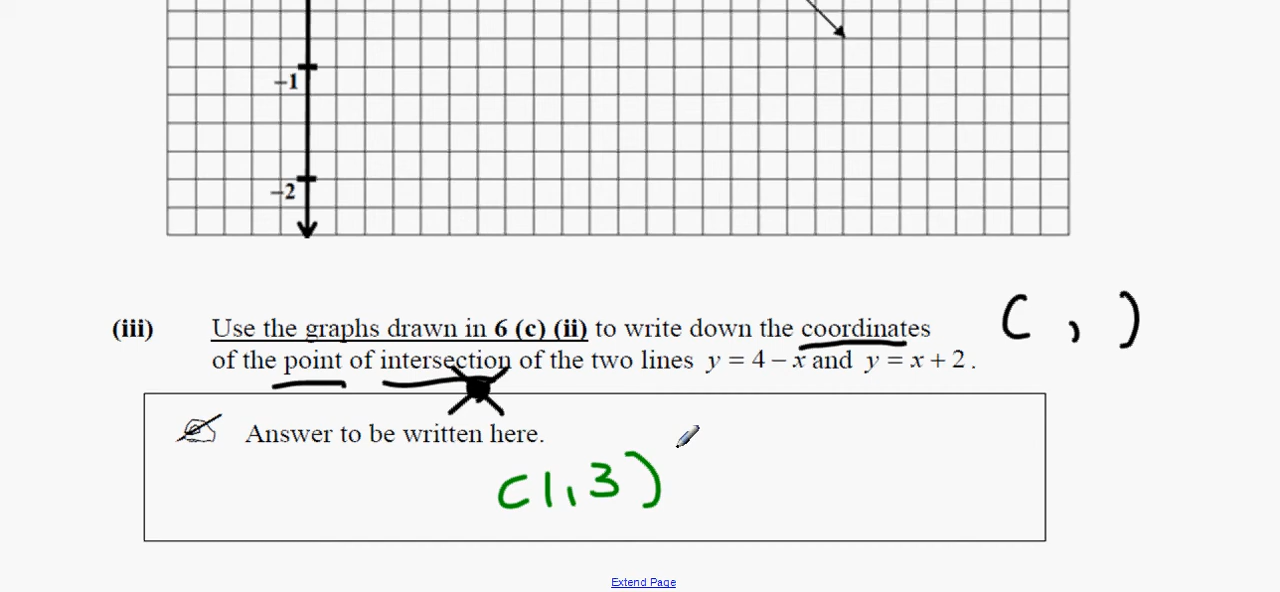 –1
–2
(iii) Use the graphs drawn in 6 (c) (ii) to write down the coordinates ( , )
of the point of intersection of the two lines y = 4 – x and y = x + 2 .
Answer to be written here.
(1,3)
Extend Page